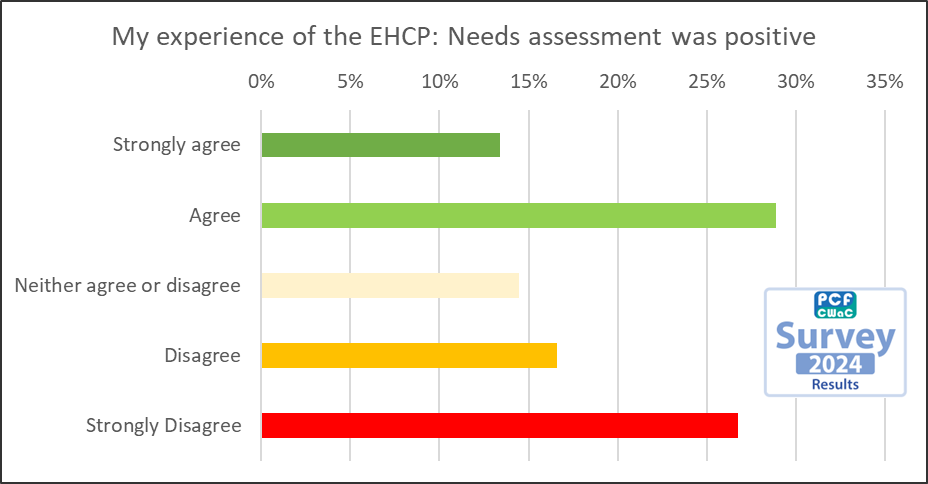 My experience of the EHCP: Needs assessment was positive
0% 5% 10% 15% 20% 25% 30% 35%
Strongly agree
Agree
Neither agree or disagree
Disagree
Strongly Disagree
PCF
CWaC
Survey
2024
Results